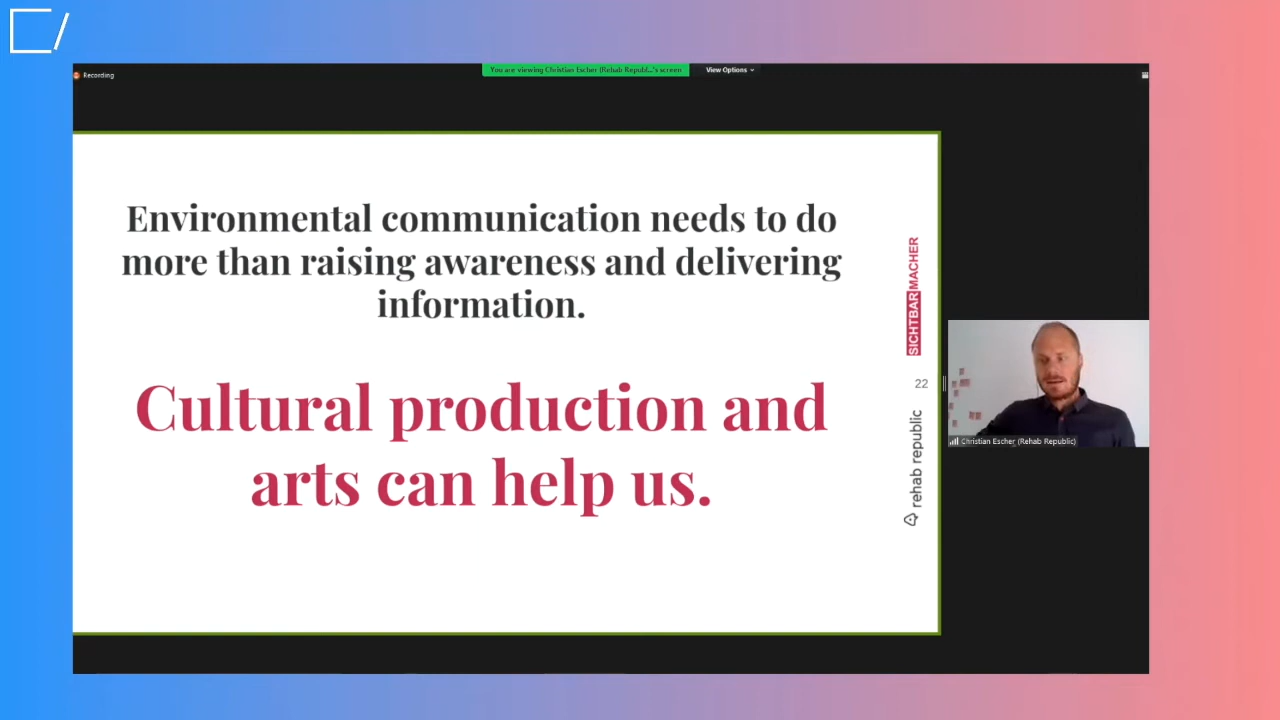 Recording
You are viewing Christian Escher (Rehab Republ...'s screen
View Options
Environmental communication needs to do
more than raising awareness and delivering
information.
Cultural production and
arts can help us.
SICHTBARMACHER
22
rehab republic
Christian Escher (Rehab Republic)